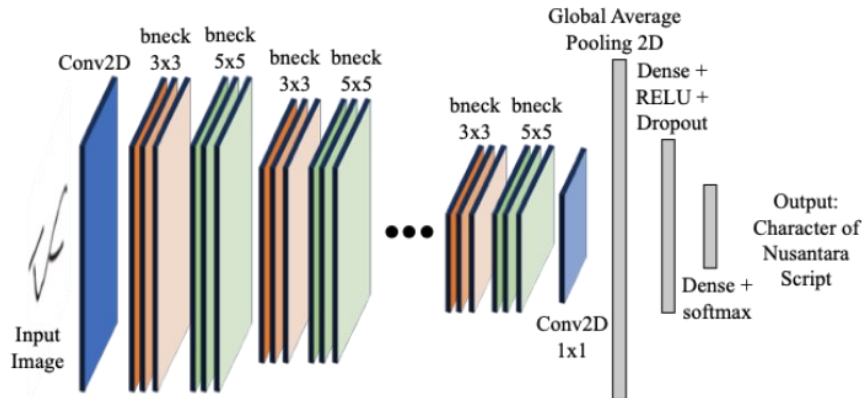 Input
Image
Conv2D
bneck
3x3
bneck
5x5
bneck
3x3
bneck
5x5
bneck
3x3
bneck
5x5
Conv2D
1x1
Global Average
Pooling 2D
Dense +
RELU +
Dropout
Dense +
softmax
Output:
Character of
Nusantara
Script